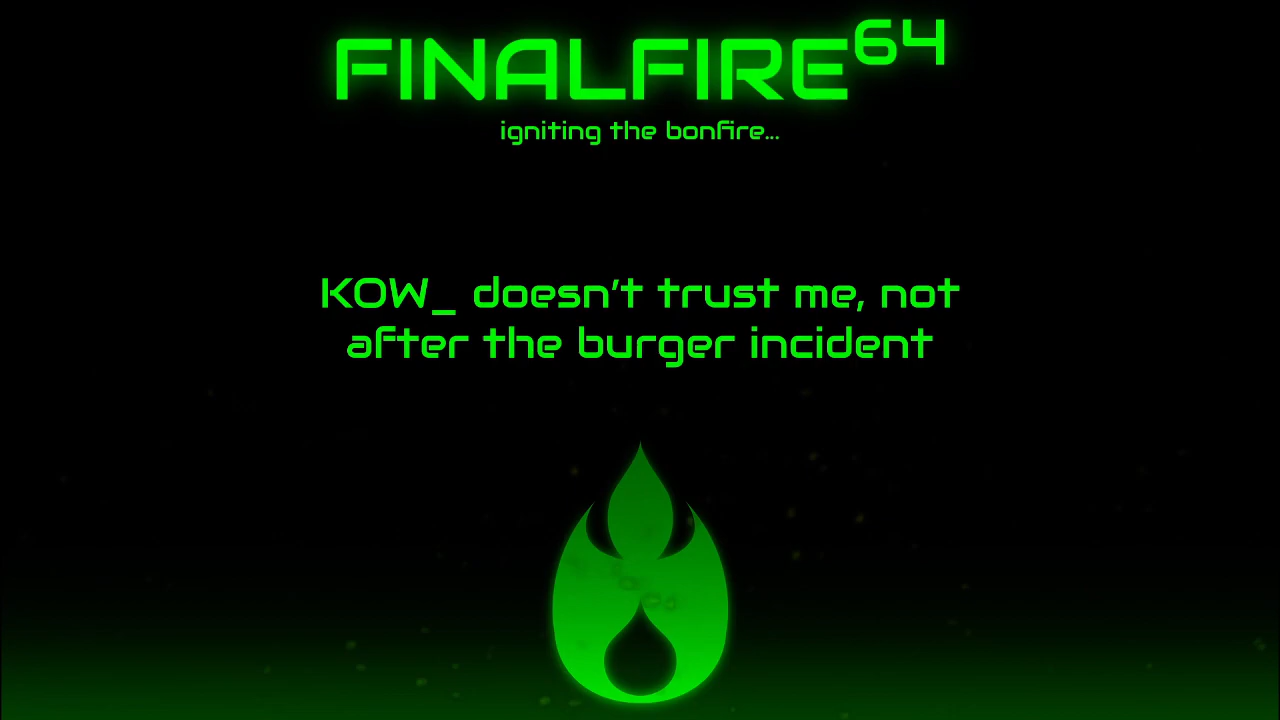 FINALFIRE64
igniting the bonfire...
KOW_ doesn't trust me, not
after the burger incident